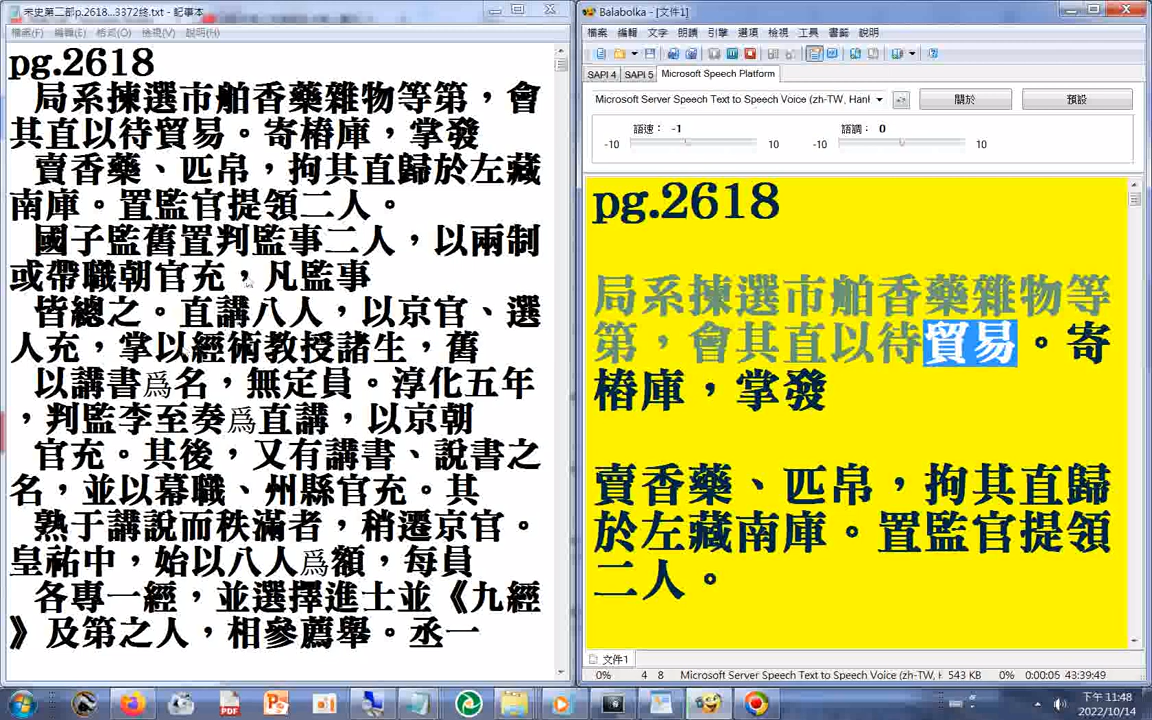 未史第二部p.2618...3372終.txt - 記事本
檔案(F) 編輯(E) 格式(O) 檢視(V) 說明(H)
pg.2618
局系揀選市舶香藥雜物等第，會
其直以待貿易。寄樁庫，掌發
賣香藥、匹帛，拘其直歸於左藏
南庫。置監官提領二人。
國子監舊置判監事二人，以兩制
或帶職朝官充，凡監事
皆總之。直講八人，以京官、選
人充，掌以經術教授諸生，舊
以講書爲名，無定員。淳化五年
，判監李至奏爲直講，以京朝
官充。其後，又有講書、說書之
名，並以幕職、州縣官充。其
熟于講說而秩滿者，稍遷京官。
皇祐中，始以八人爲額，每員
各專一經，並選擇進士並《九經
》及第之人，相參薦舉。丞一
Balabolka - [文件1]
檔案 編輯 文字 朗讀 引擎 選項 檢視 工具 書籤 說明
SAPI 4 SAPI 5 Microsoft Speech Platform
Microsoft Server Speech Text to Speech Voice (zh-TW, Hanl
關於
預設
語速： -1
語調： 0
-10 10
-10 10
pg.2618
局系揀選市舶香藥雜物等
第，會其直以待貿易。寄
樁庫，掌發
賣香藥、匹帛，拘其直歸
於左藏南庫。置監官提領
二人。
文件1
0% 4 8 Microsoft Server Speech Text to Speech Voice (zh-TW, H 543 KB 0% 0:00:05 43:39:49
PDF
下午 11:48
2022/10/14